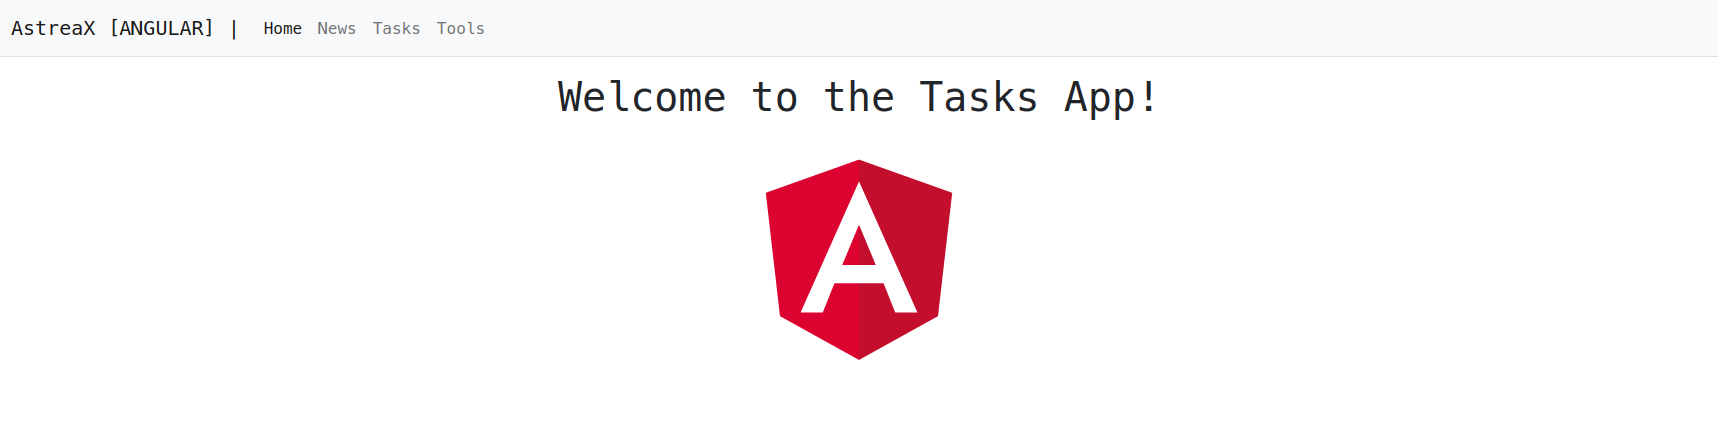 AstreaX [ANGULAR] | Home News Tasks Tools
Welcome to the Tasks App!
A